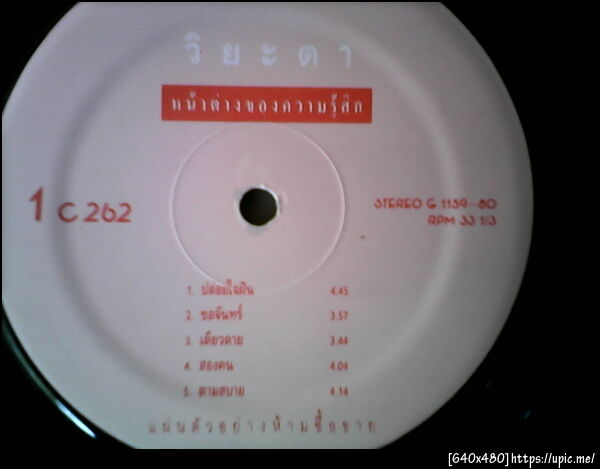 วิยะดา
หน้าต่างของความรู้สึก
1 C 262
STEREO G 1139-80
RPM 33 1/3
1. ปล่อยใจฝัน 4.45
2. ขอจันทร์ 3.57
3. เดียวดาย 3.44
4. สองคน 4.04
5. ตามสบาย 4.14
แผ่นตัวอย่างห้ามซื้อขาย
[640x480]https://upic.me/